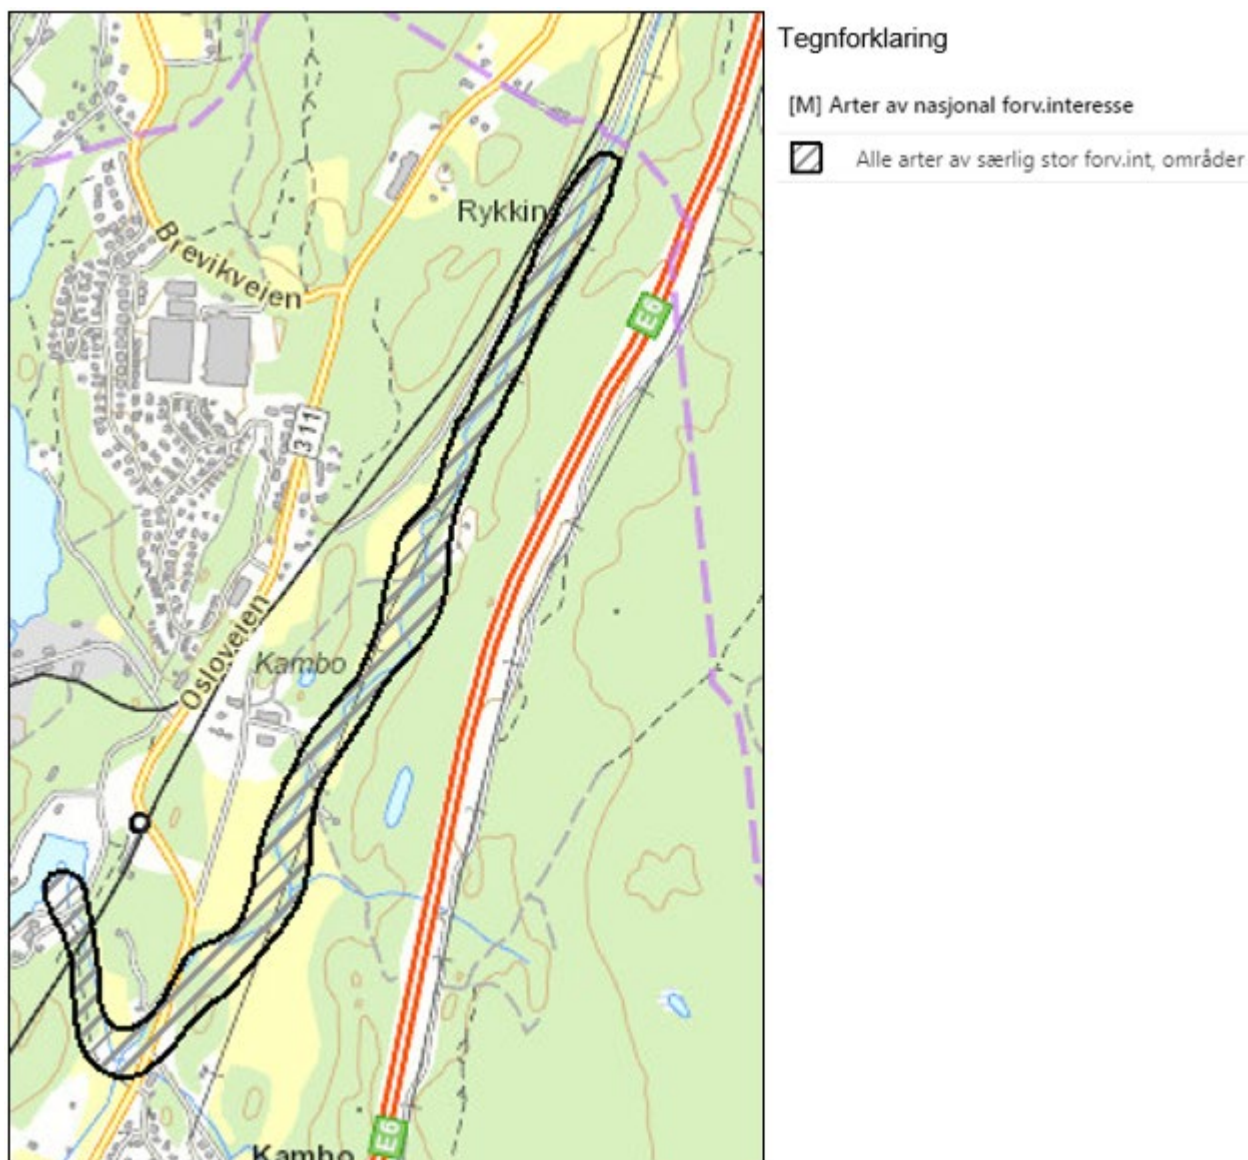 Tegnforklaring
[M] Arter av nasjonal forv.interesse
Alle arter av særlig stor forv.int, områder
Rykkin
Brevikveien
E6
311
Osloveien
Kambo
E6
Kambo